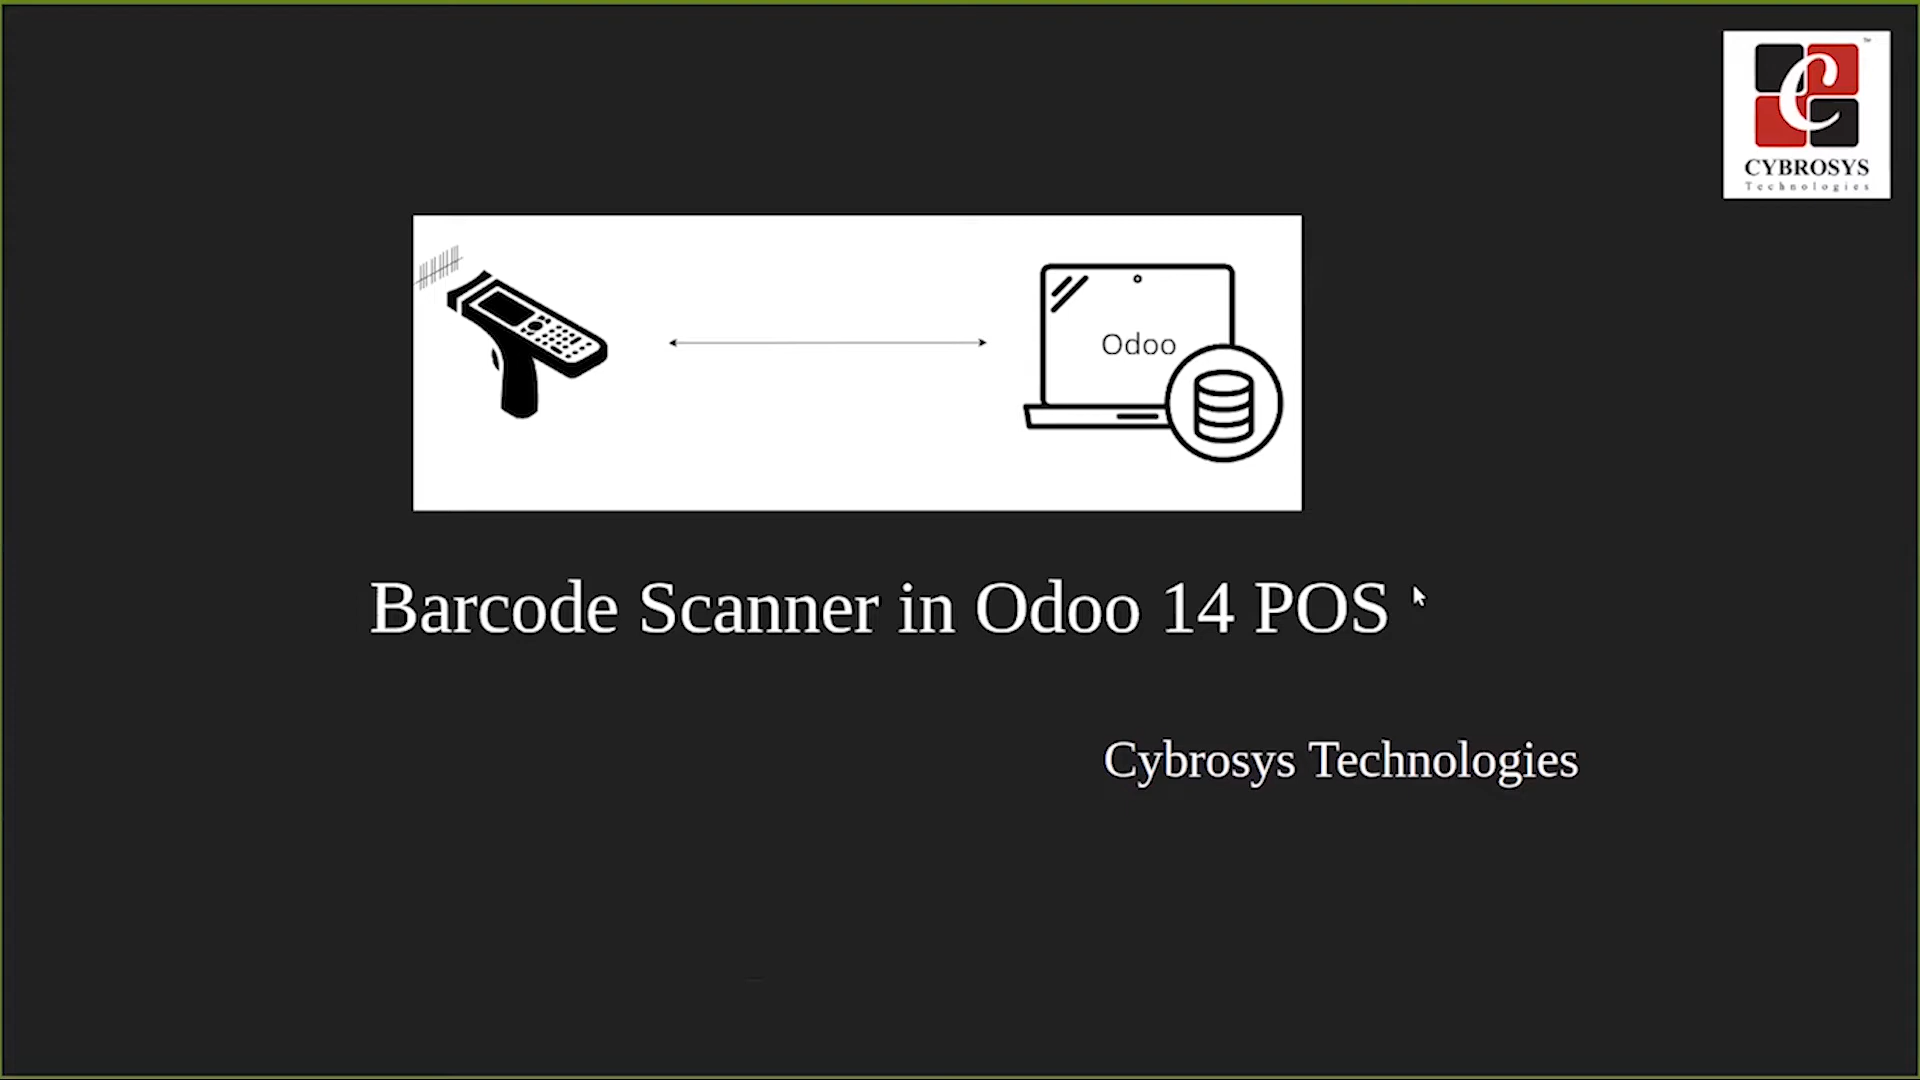 CYBROSYS
Technologies
Odoo
Barcode Scanner in Odoo 14 POS
Cybrosys Technologies